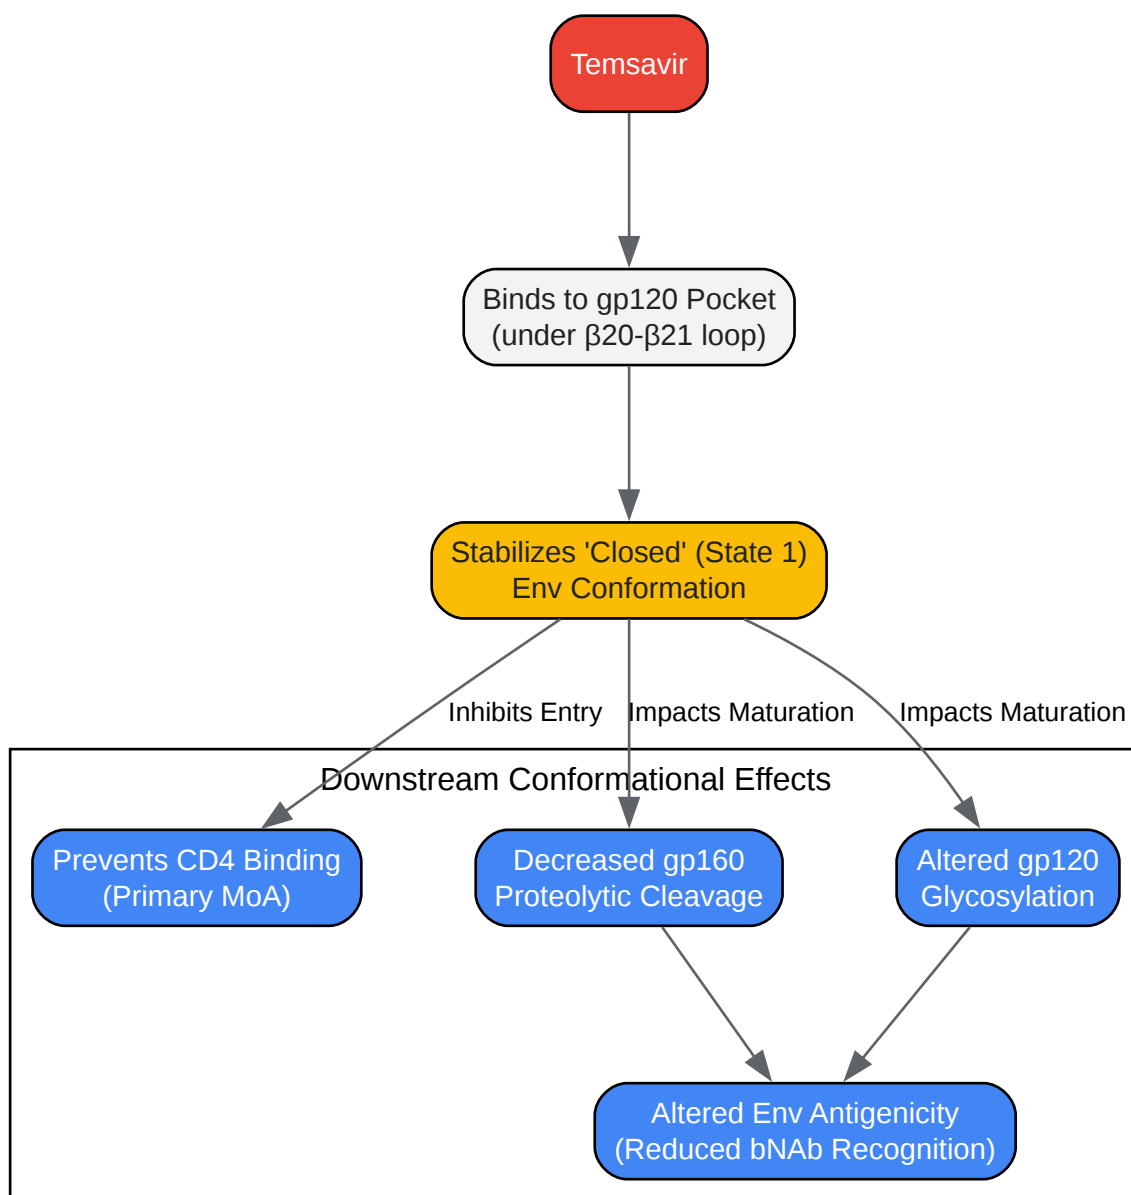 Temsavir
Binds to gp120 Pocket
(under β20-β21 loop)
Stabilizes 'Closed' (State 1)
Env Conformation
Inhibits Entry
Impacts Maturation
Impacts Maturation
Downstream Conformational Effects
Prevents CD4 Binding
(Primary MoA)
Decreased gp160
Proteolytic Cleavage
Altered gp120
Glycosylation
Altered Env Antigenicity
(Reduced bNAb Recognition)